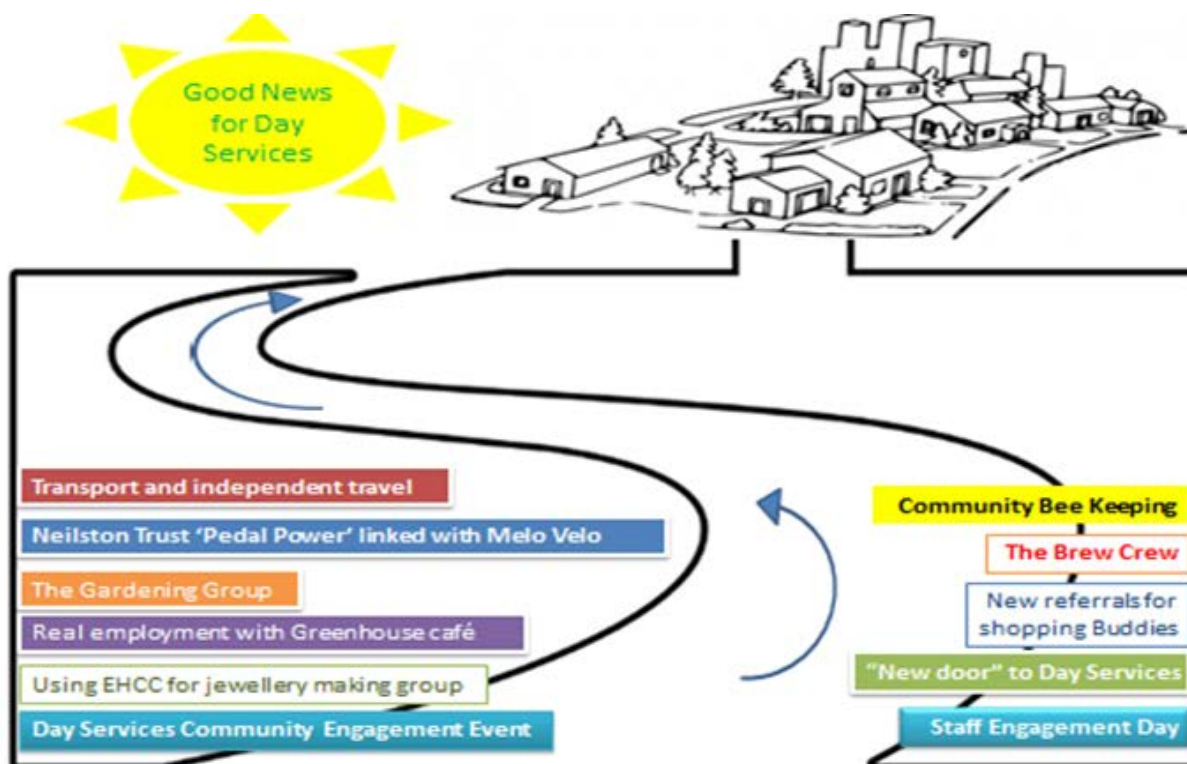 Good News
for Day
Services
Transport and independent travel
Neilston Trust ‘Pedal Power’ linked with Melo Velo
The Gardening Group
Real employment with Greenhouse café
Using EHCC for jewellery making group
Day Services Community Engagement Event
Community Bee Keeping
The Brew Crew
New referrals for
shopping Buddies
“New door” to Day Services
Staff Engagement Day